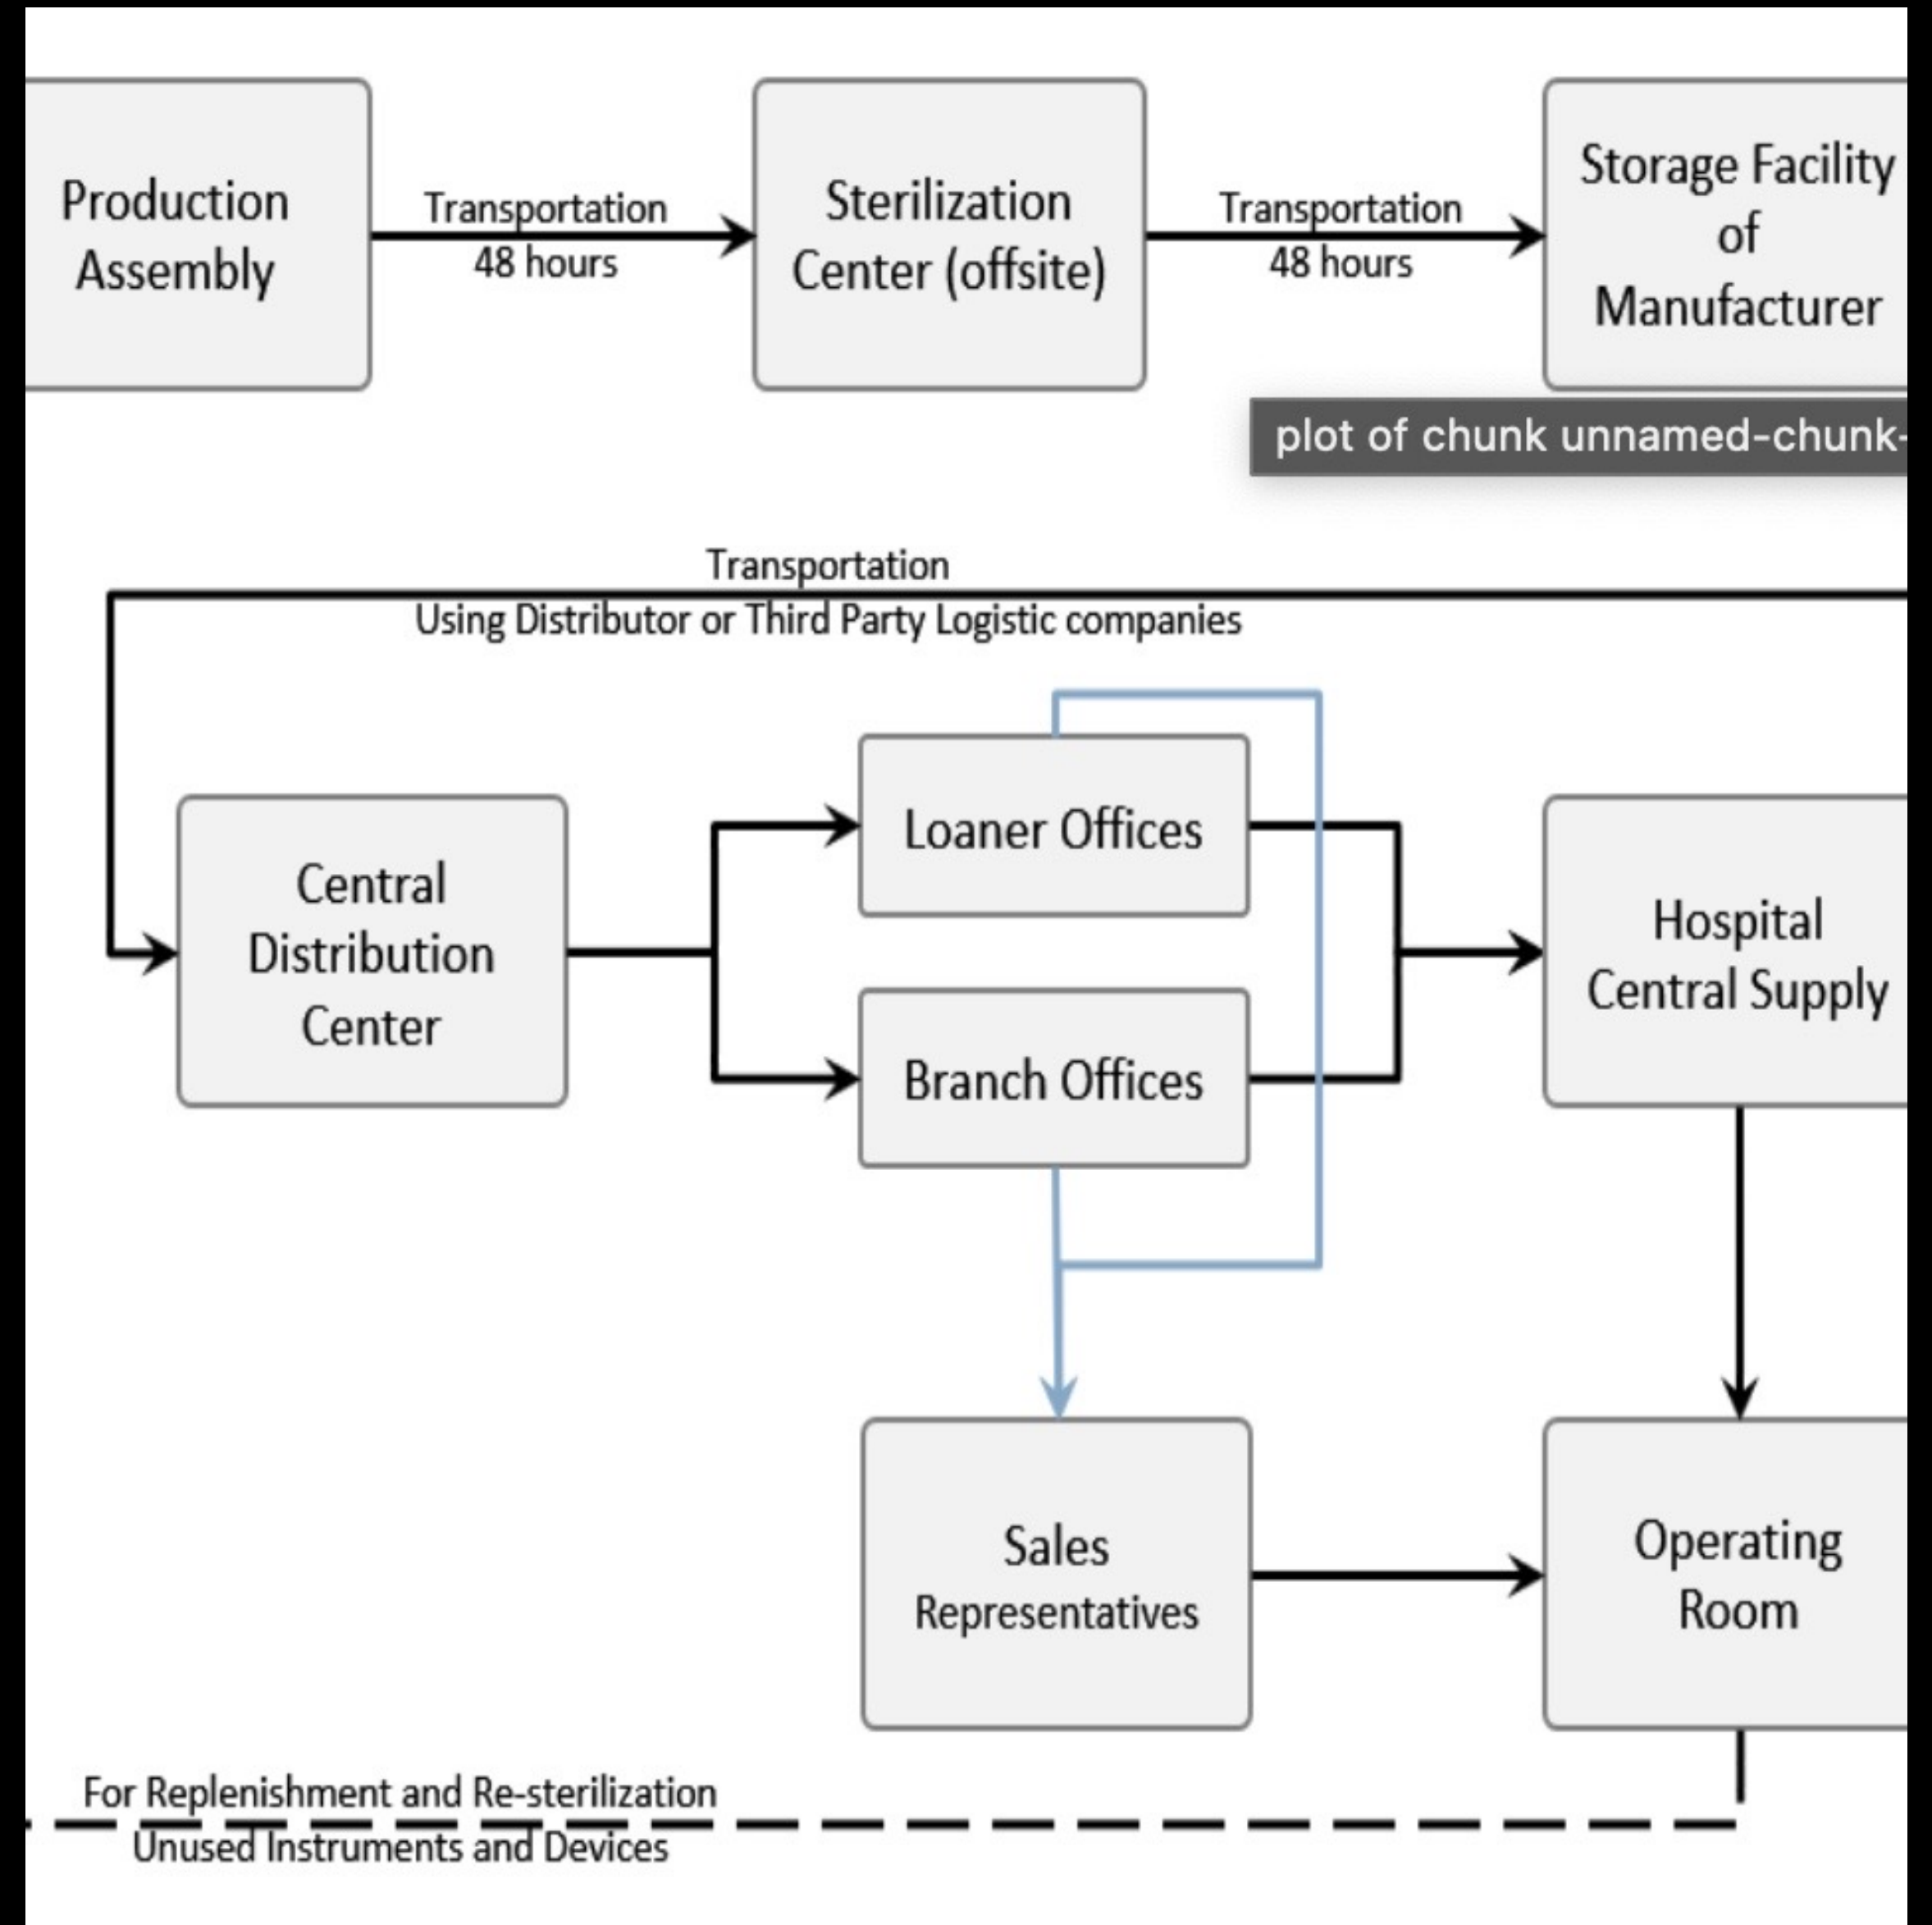 Production
Assembly
Transportation
48 hours
Sterilization
Center (offsite)
Transportation
48 hours
Storage Facility
of
Manufacturer
plot of chunk unnamed-chunk-
Transportation
Using Distributor or Third Party Logistic companies
Central
Distribution
Center
Loaner Offices
Branch Offices
Hospital
Central Supply
Sales
Representatives
Operating
Room
For Replenishment and Re-sterilization
Unused Instruments and Devices